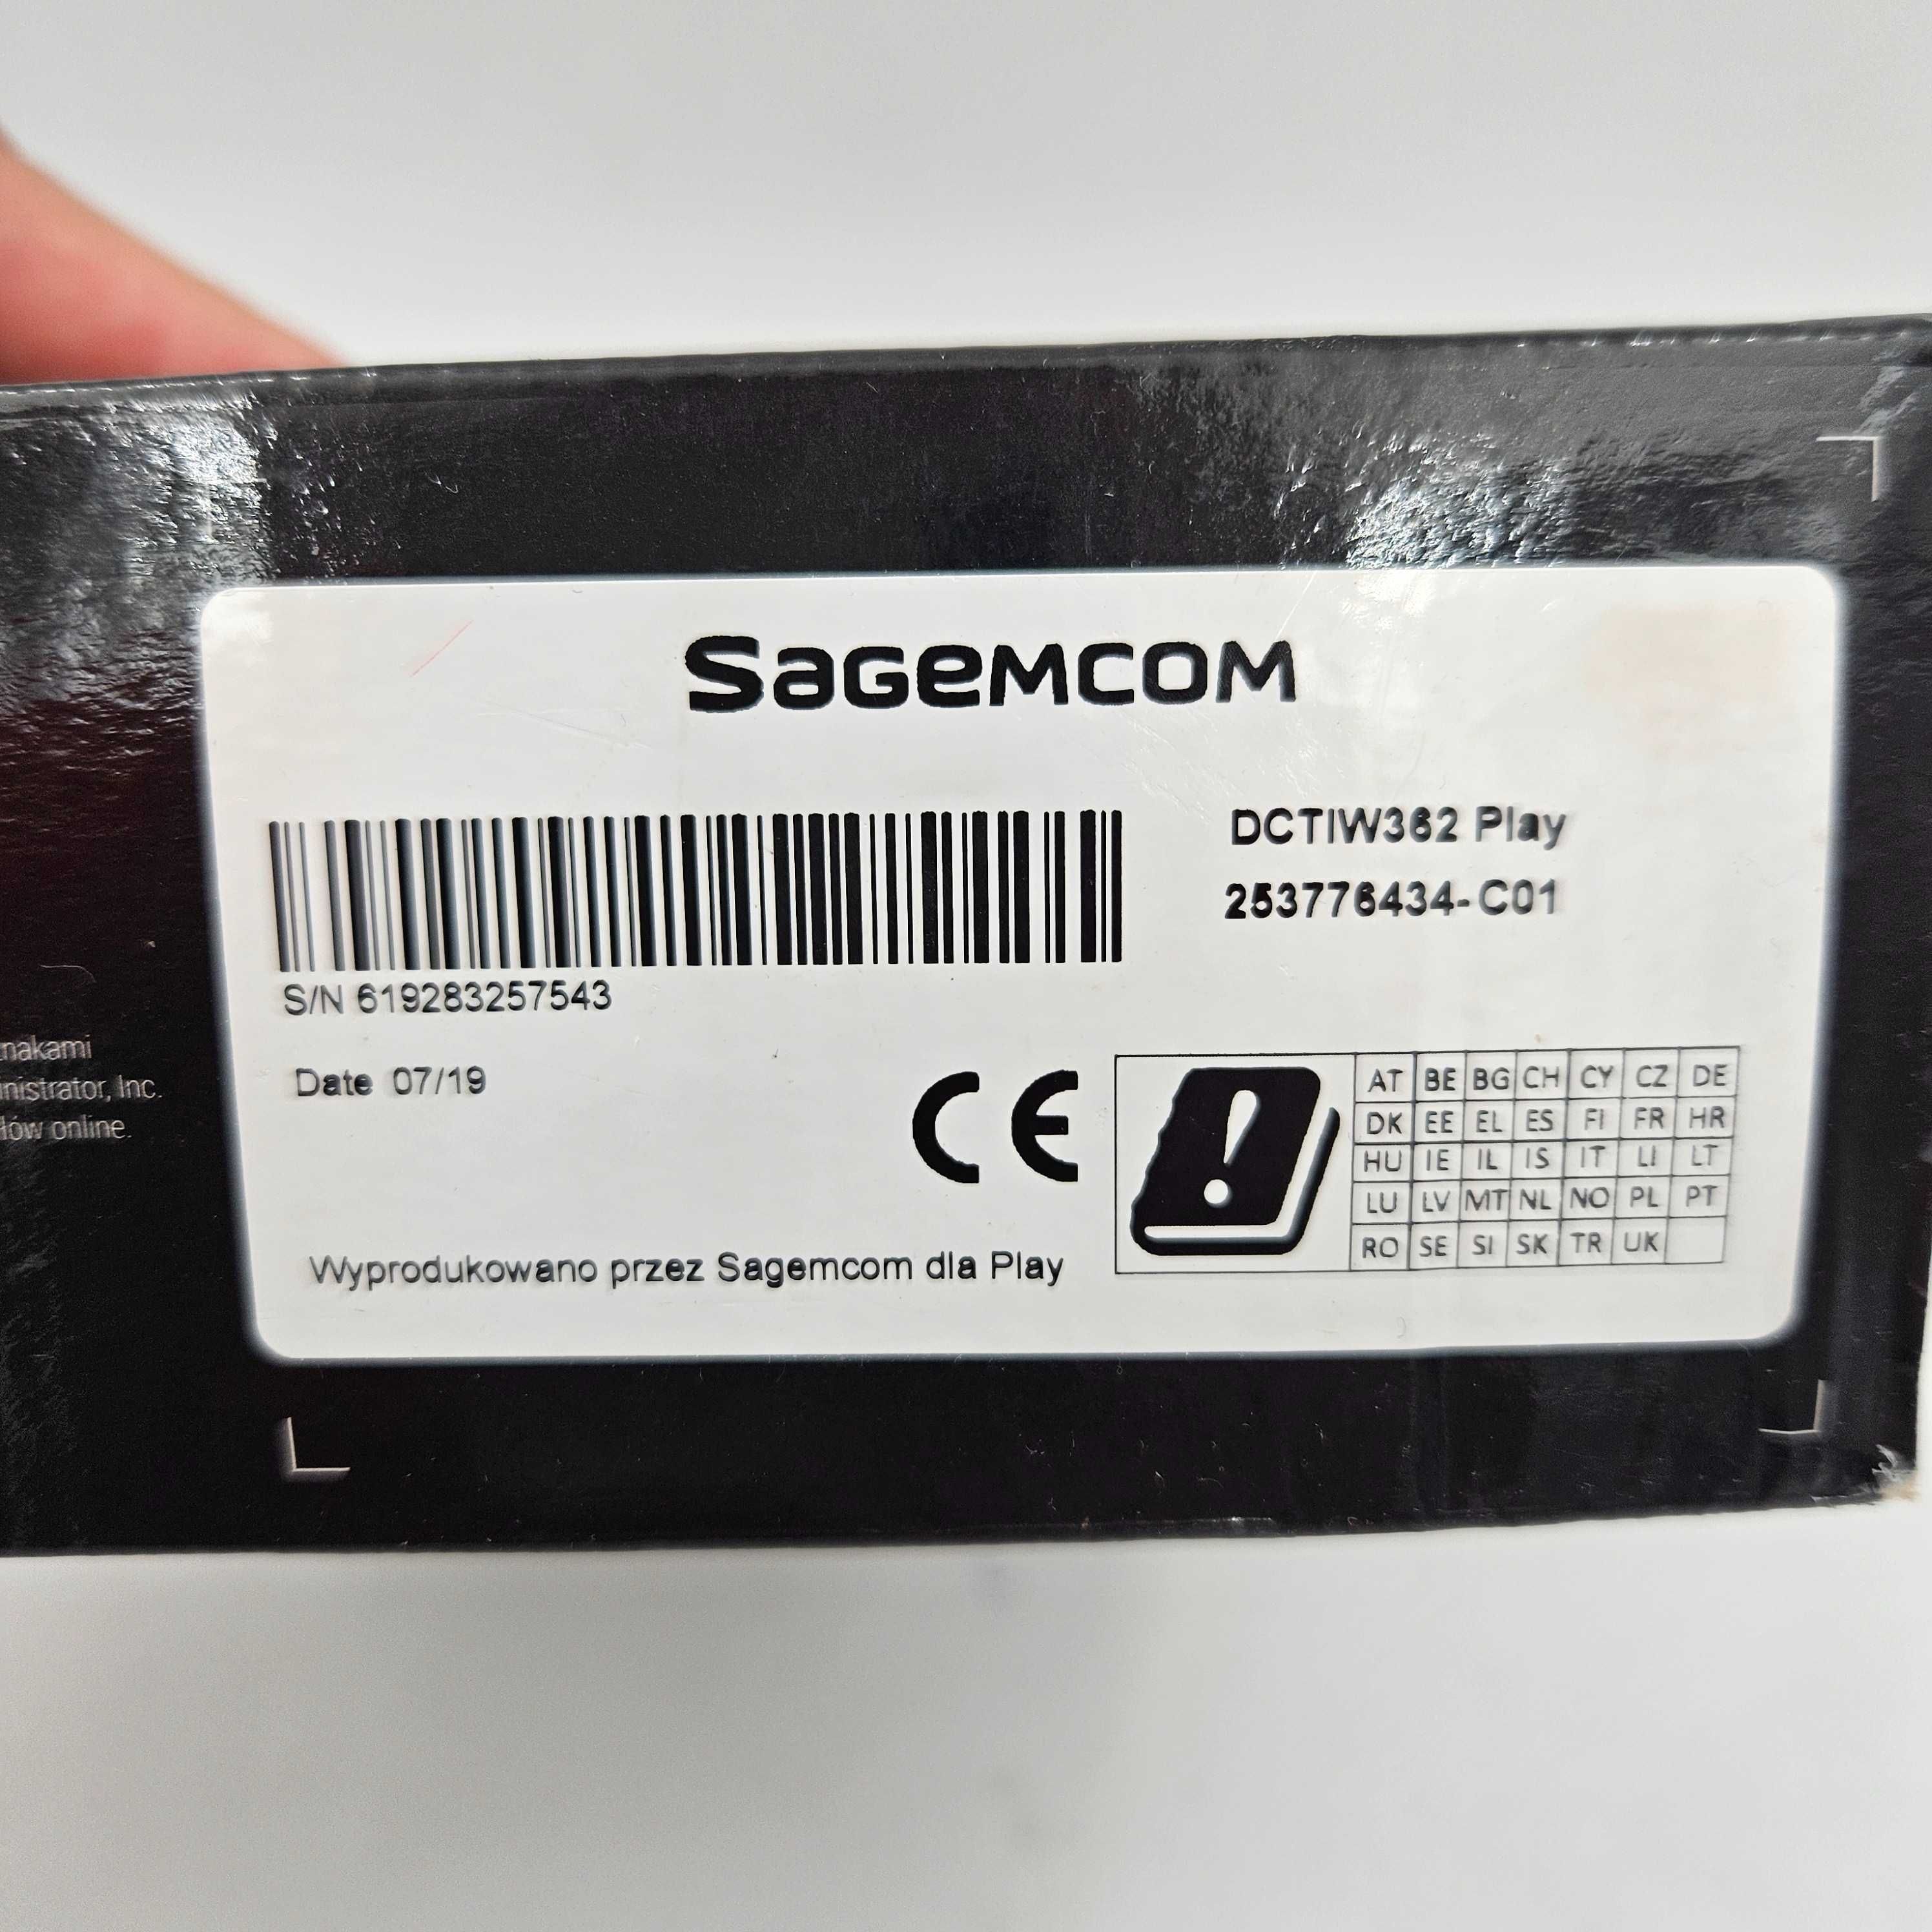 Sagemcom
DCTIW362 Play
253776434-C01
S/N 619283257543
Date 07/19
CE
AT BE BG CH CY CZ DE
DK EE EL ES FI FR HR
HU IE IL IS IT LI LT
LU LV MT NL NO PL PT
RO SE SI SK TR UK
Wyprodukowano przez Sagemcom dla Play
Inc.
online.